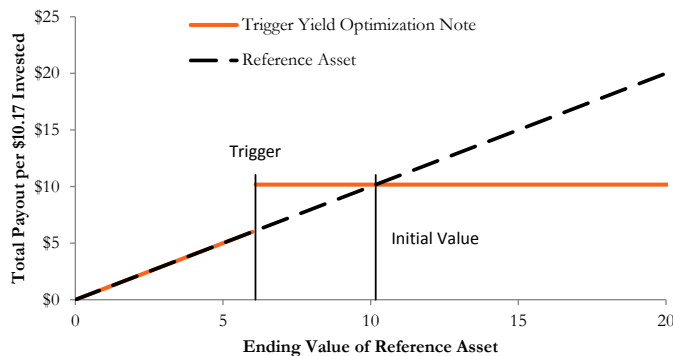 $25
$20
$15
$10
$5
$0
Total Payout per $10.17 Invested
Trigger Yield Optimization Note
Reference Asset
Trigger
Initial Value
0
5
10
15
20
Ending Value of Reference Asset